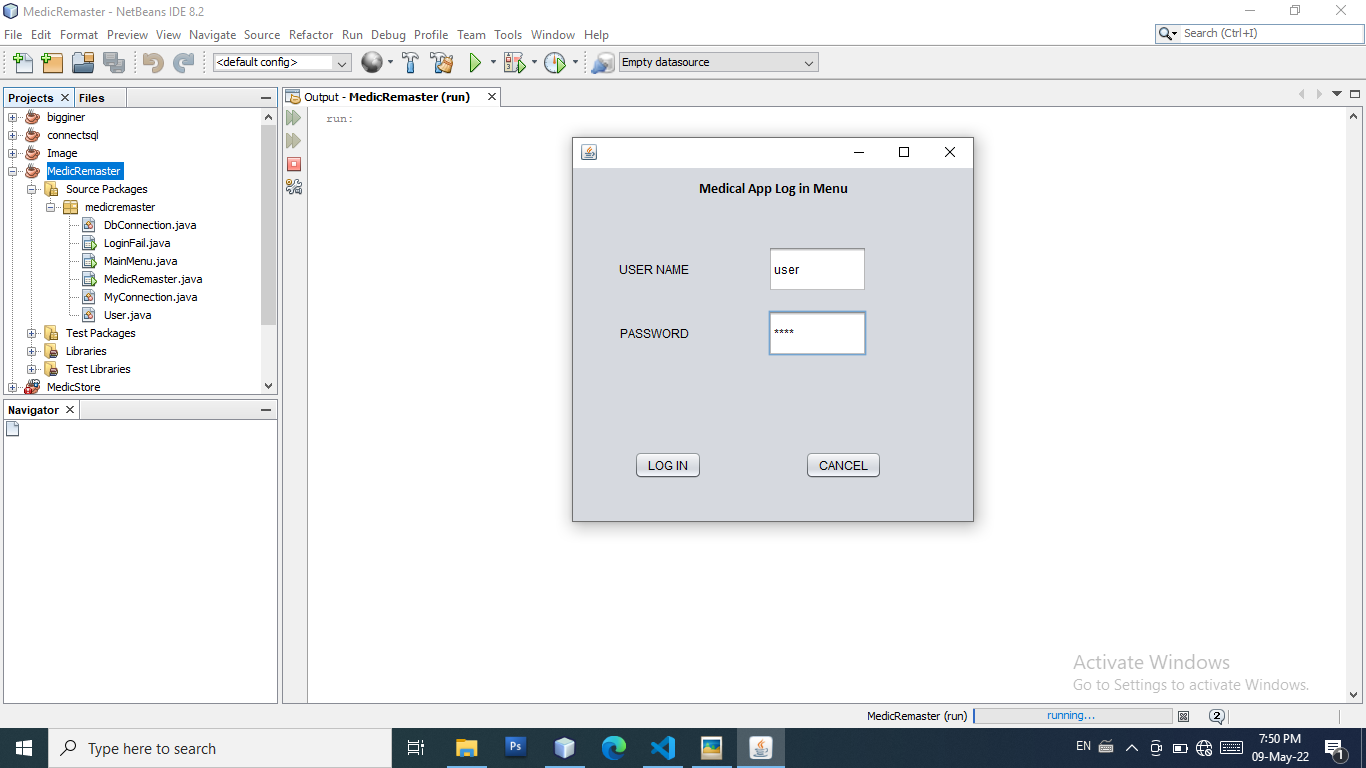 MedicRemaster - NetBeans IDE 8.2
File Edit Format Preview View Navigate Source Refactor Run Debug Profile Team Tools Window Help
Search (Ctrl+I)
<default config>
Empty datasource
Projects
Files
bigginer
connectsql
Image
MedicRemaster
Source Packages
medicremaster
DbConnection.java
LoginFail.java
MainMenu.java
MedicRemaster.java
MyConnection.java
User.java
Test Packages
Libraries
Test Libraries
MedicStore
Navigator
Output - MedicRemaster (run)
run:
Medical App Log in Menu
USER NAME
user
PASSWORD
****
LOG IN
CANCEL
Activate Windows
Go to Settings to activate Windows.
MedicRemaster (run)
running...
2
Type here to search
Ps
EN
7:50 PM
09-May-22
1